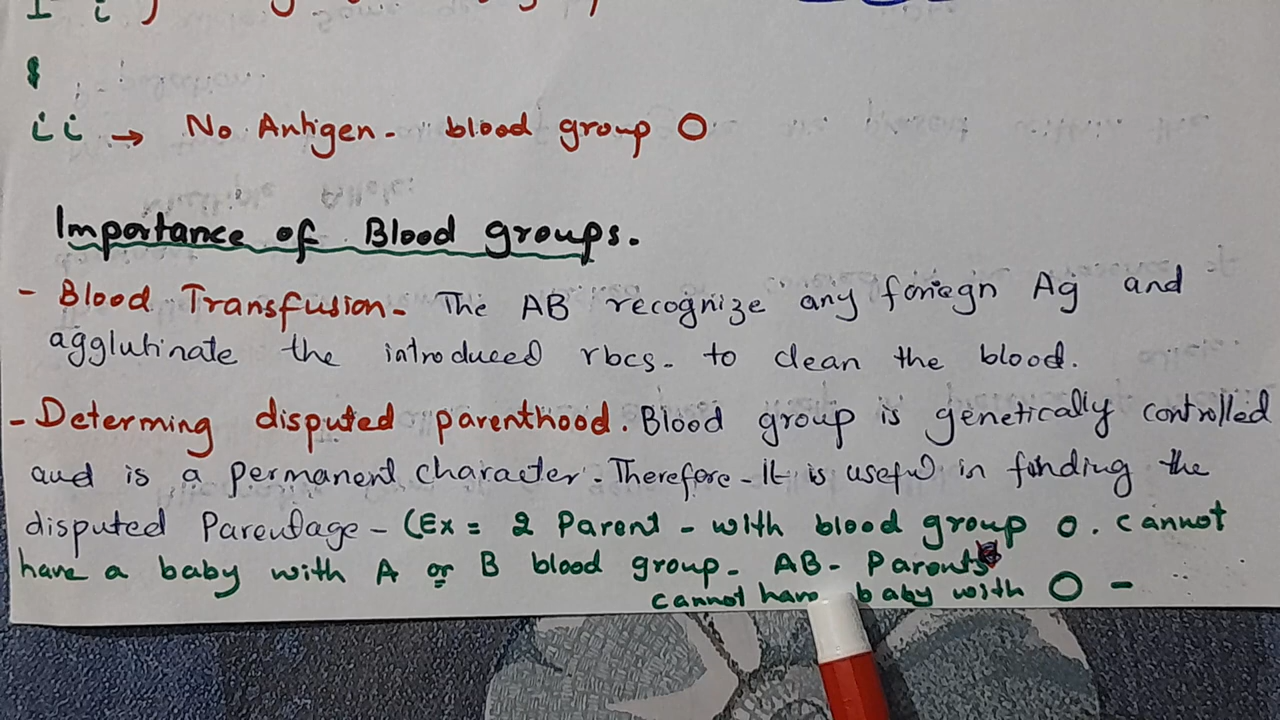 ii → No Antigen - blood group O
Importance of Blood groups.
- Blood Transfusion - The AB recognize any foriegn Ag and
agglutinate the introduced rbcs - to clean the blood.
- Determing disputed parenthood. Blood group is genetically controlled
and is a permanent character. Therefore - It is useful in finding the
disputed Parentage - (Ex = 2 Parent - with blood group O. cannot
have a baby with A or B blood group - AB - Parents
cannot have baby with O -